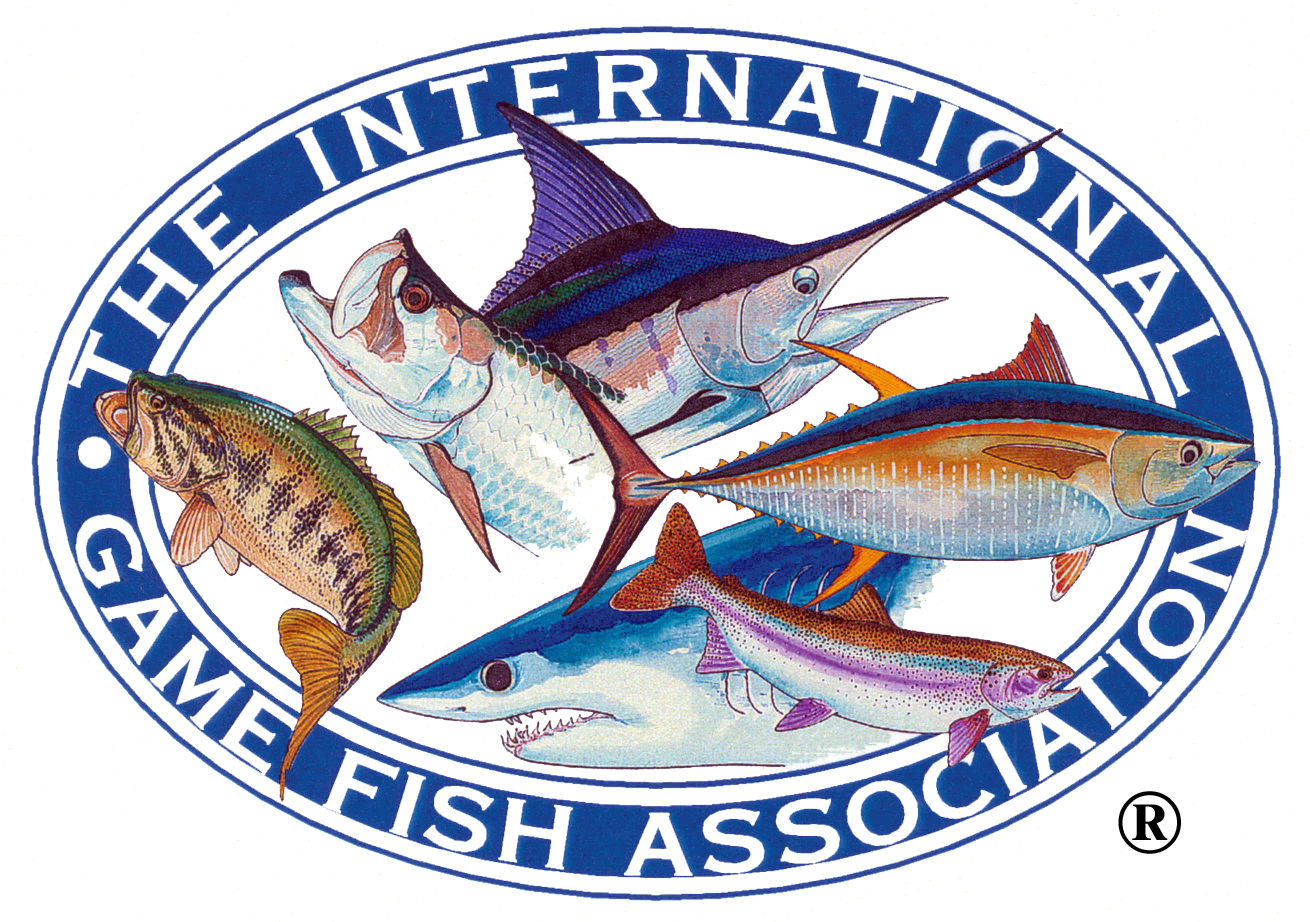 THE INTERNATIONAL
• GAME FISH ASSOCIATION
®